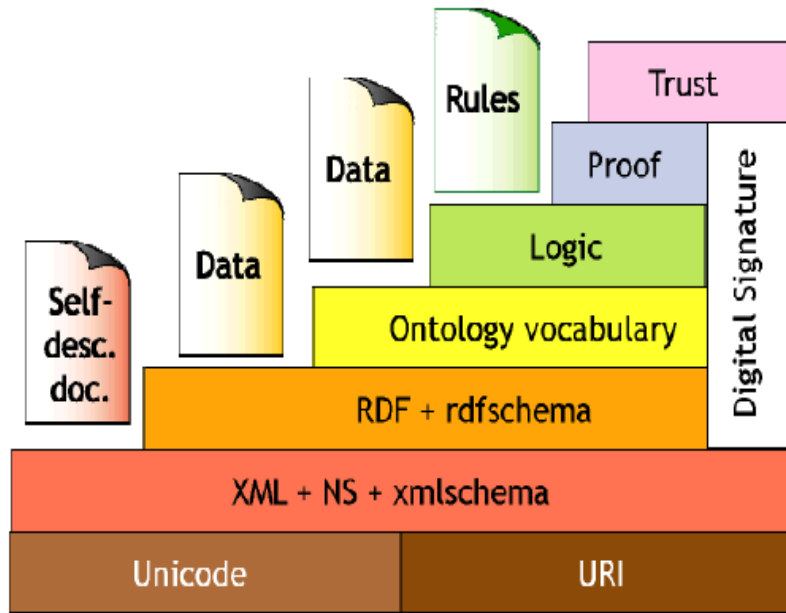 Rules
Trust
Data
Proof
Data
Logic
Self-
desc.
doc.
Ontology vocabulary
Digital Signature
RDF + rdfschema
XML + NS + xmlschema
Unicode
URI